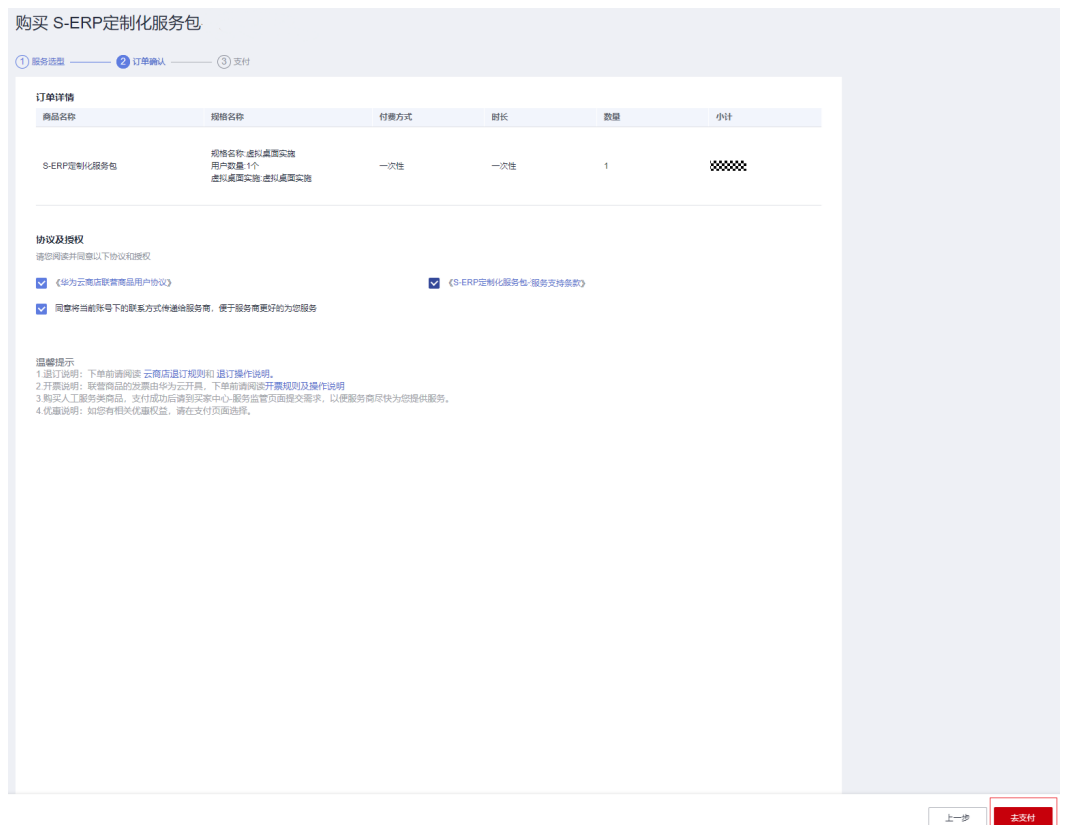 购买 S-ERP定制化服务包
1 服务选型 2 订单确认 3 支付
订单详情
商品名称 规格名称 付费方式 时长 数量 小计
规格名称:虚拟桌面实施
S-ERP定制化服务包 用户数量:1个 一次性 一次性 1
虚拟桌面实施:虚拟桌面实施
协议及授权
请您阅读并同意以下协议和授权
《华为云商店联营商品用户协议》 《S-ERP定制化服务包-服务支持条款》
同意将当前账号下的联系方式传递给服务商，便于服务商更好的为您服务
温馨提示
1.退订说明：下单前请阅读 云商店退订规则和 退订操作说明。
2.开票说明：联营商品的发票由华为云开具，下单前请阅读开票规则及操作说明
3.购买人工服务类商品，支付成功后请到买家中心-服务监管页面提交需求，以便服务商尽快为您提供服务。
4.优惠说明：如您有相关优惠权益，请在支付页面选择。
上一步 去支付